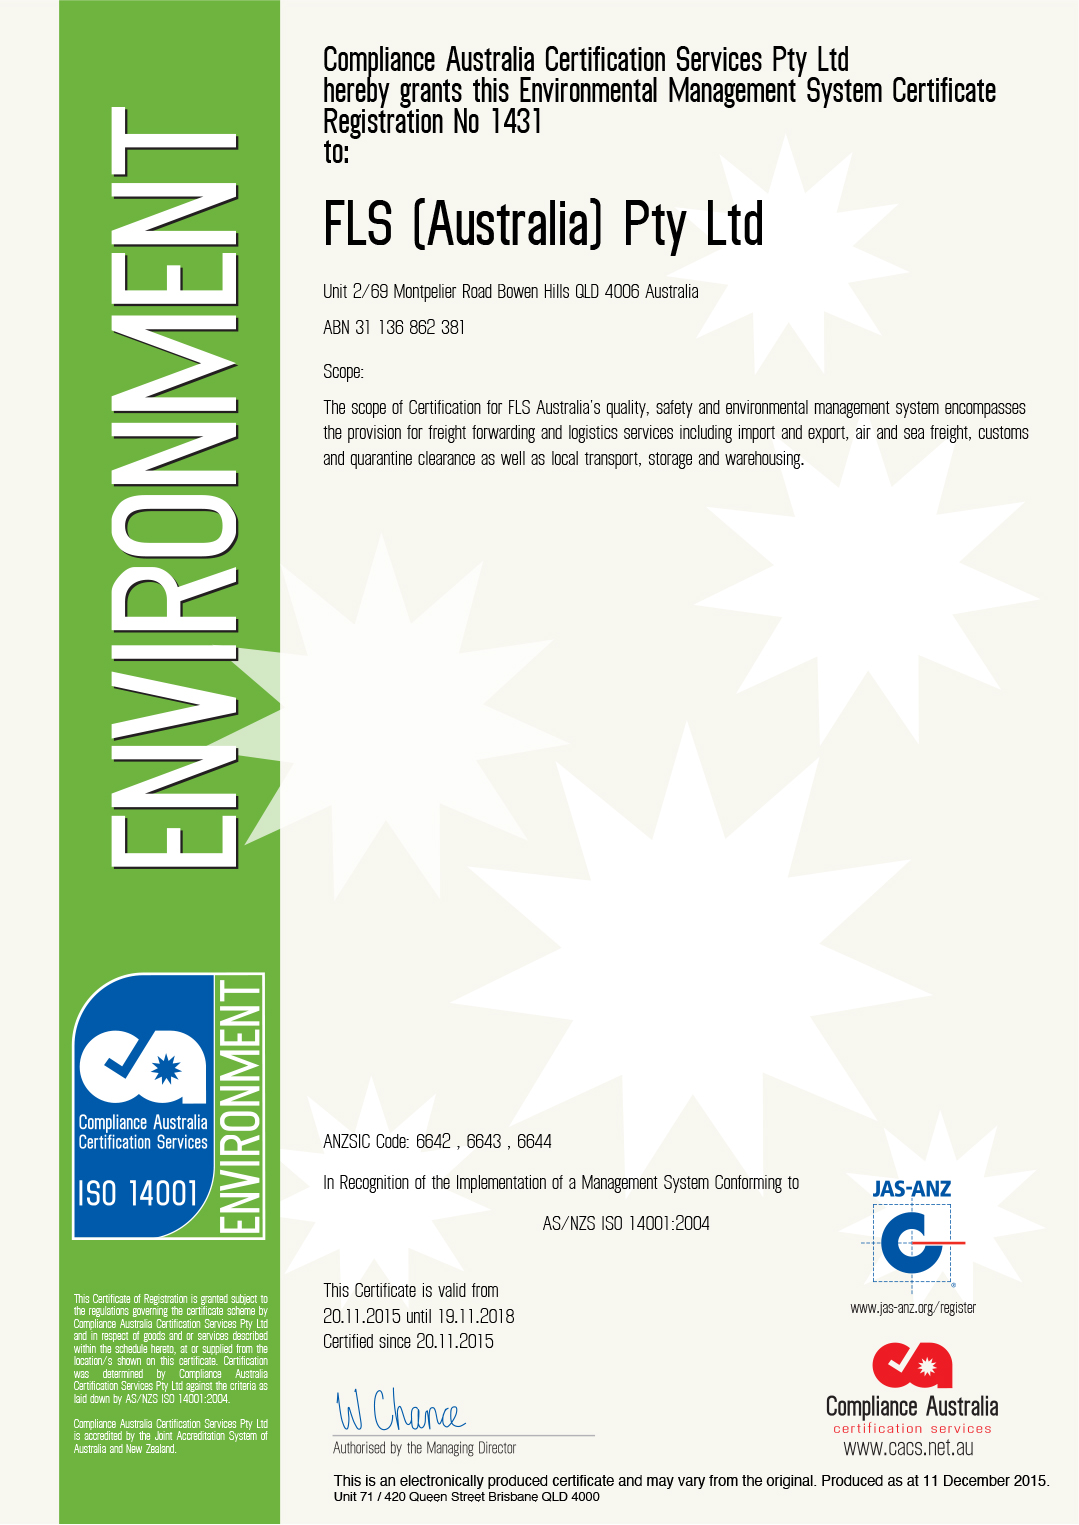 Compliance Australia Certification Services Pty Ltd
hereby grants this Environmental Management System Certificate
Registration No 1431
to:
FLS (Australia) Pty Ltd
Unit 2/69 Montpelier Road Bowen Hills QLD 4006 Australia
ABN 31 136 862 381
Scope:
The scope of Certification for FLS Australia's quality, safety and environmental management system encompasses
the provision for freight forwarding and logistics services including import and export, air and sea freight, customs
and quarantine clearance as well as local transport, storage and warehousing.
ENVIRONMENT
Compliance Australia
Certification Services
ISO 14001
ENVIRONMENT
This Certificate of Registration is granted subject to
the regulations governing the certificate scheme by
Compliance Australia Certification Services Pty Ltd
and in respect of goods and or services described
within the schedule hereto, at or supplied from the
location/s shown on this certificate. Certification
was determined by Compliance Australia
Certification Services Pty Ltd against the criteria as
laid down by AS/NZS ISO 14001:2004.
Compliance Australia Certification Services Pty Ltd
is accredited by the Joint Accreditation System of
Australia and New Zealand.
ANZSIC Code: 6642 , 6643 , 6644
In Recognition of the Implementation of a Management System Conforming to
AS/NZS ISO 14001:2004
This Certificate is valid from
20.11.2015 until 19.11.2018
Certified since 20.11.2015
W Chance
Authorised by the Managing Director
JAS-ANZ
®
www.jas-anz.org/register
Compliance Australia
certification services
www.cacs.net.au
This is an electronically produced certificate and may vary from the original. Produced as at 11 December 2015.
Unit 71 / 420 Queen Street Brisbane QLD 4000